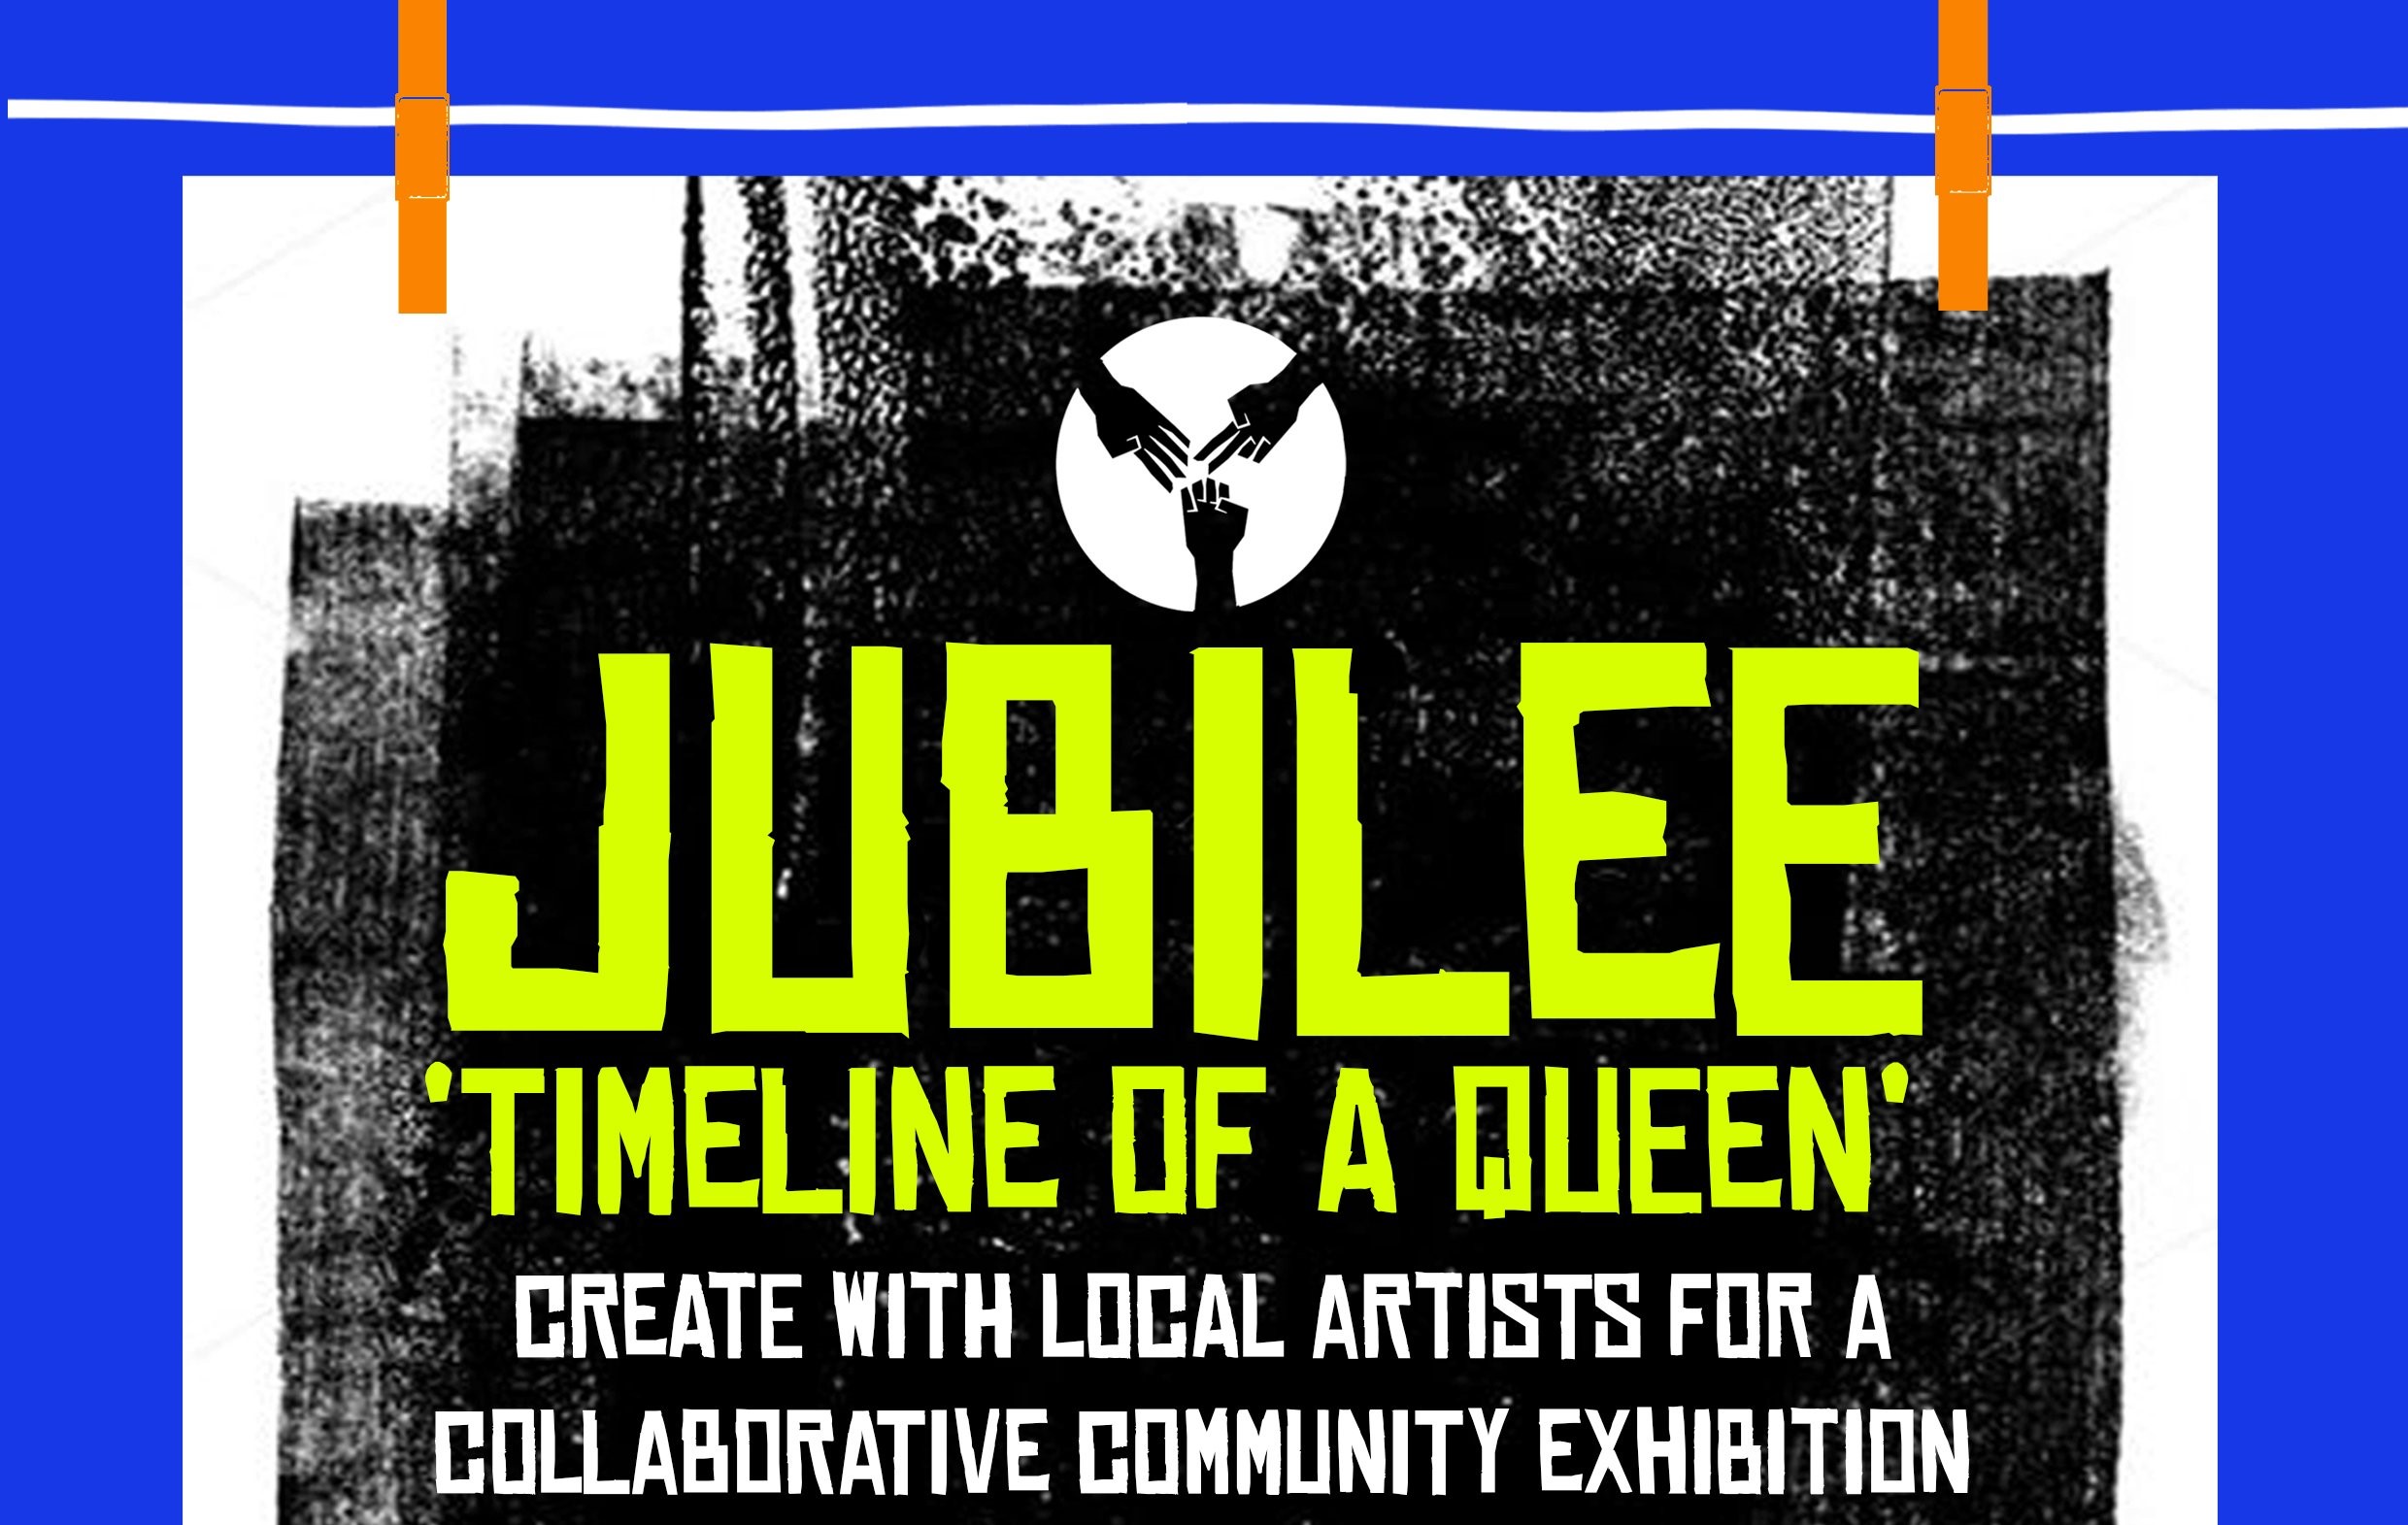 JUBILEE
‘TIMELINE OF A QUEEN‘
CREATE WITH LOCAL ARTISTS FOR A
COLLABORATIVE COMMUNITY EXHIBITION